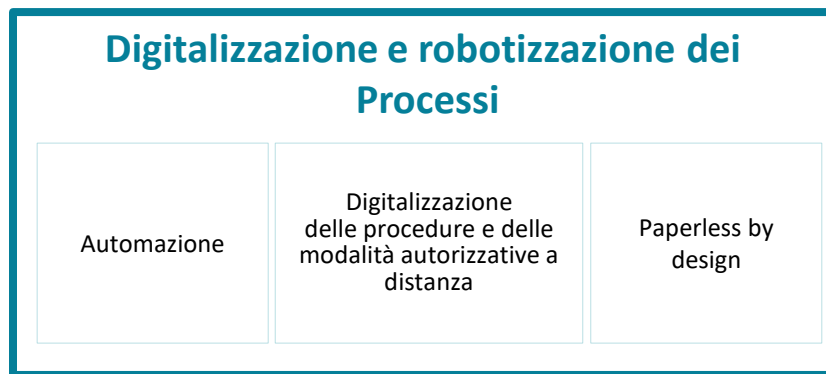 Digitalizzazione e robotizzazione dei
Processi
Automazione
Digitalizzazione
delle procedure e delle
modalità autorizzative a
distanza
Paperless by
design